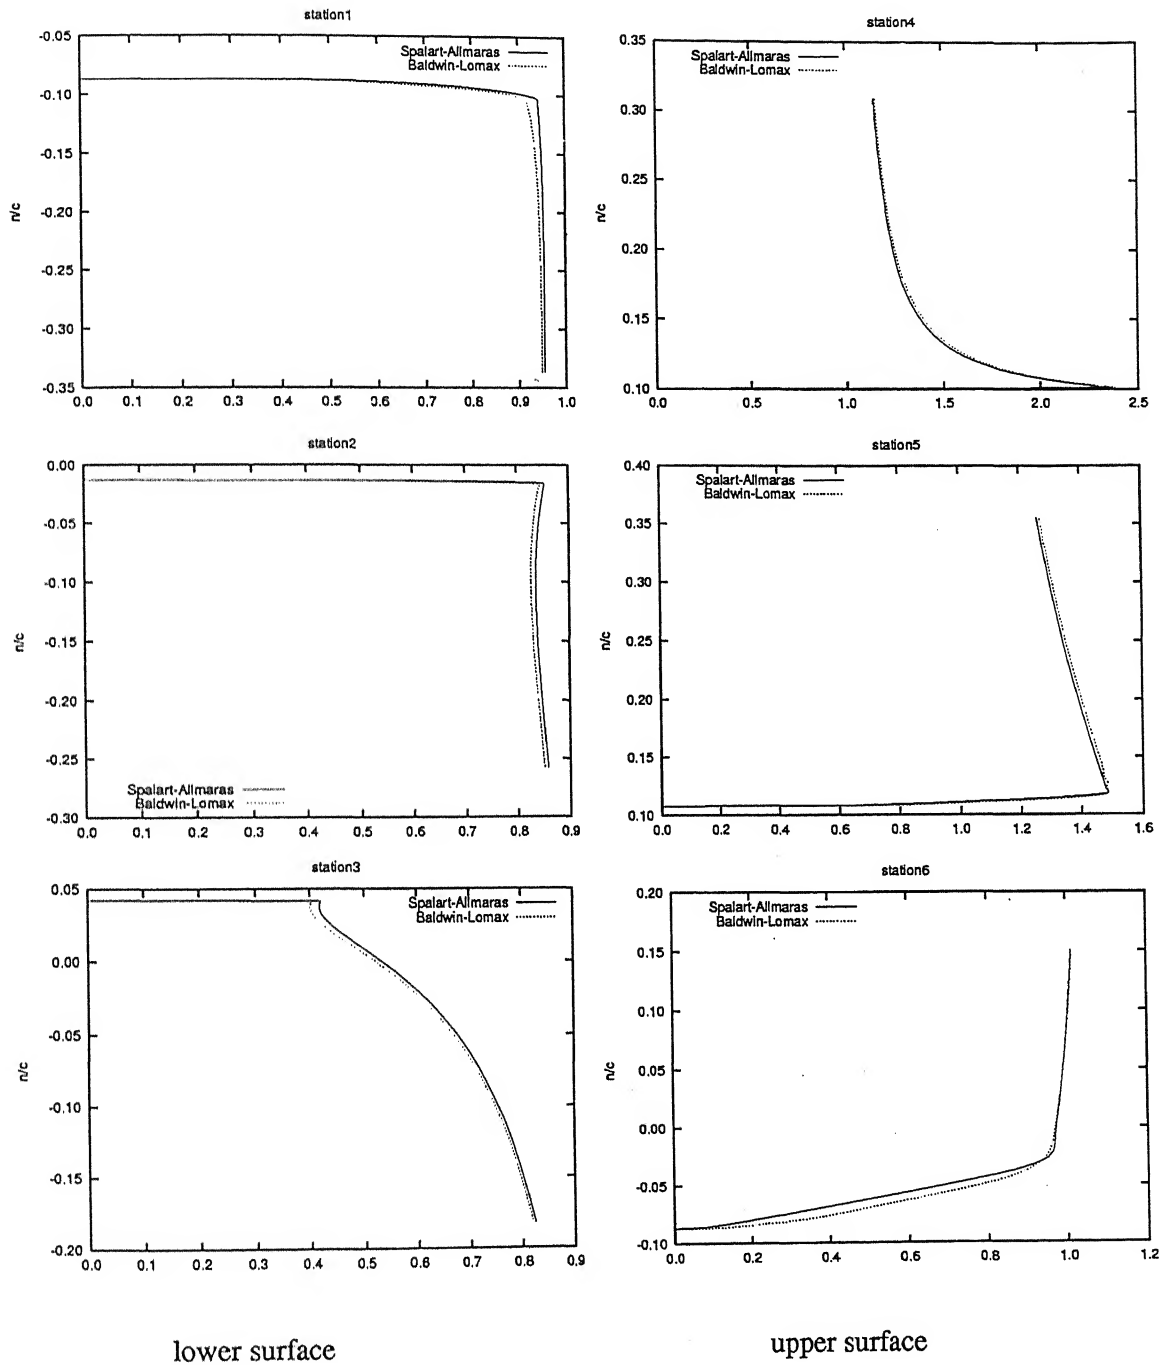 station1
-0.05
-0.10
-0.15
-0.20
-0.25
-0.30
-0.35
n/c
Spalart-Allmaras
Baldwin-Lomax
0.0 0.1 0.2 0.3 0.4 0.5 0.6 0.7 0.8 0.9 1.0
station4
0.35
0.30
0.25
0.20
0.15
0.10
n/c
Spalart-Allmaras
Baldwin-Lomax
0.0 0.5 1.0 1.5 2.0 2.5
station2
0.00
-0.05
-0.10
-0.15
-0.20
-0.25
-0.30
n/c
Spalart-Allmaras
Baldwin-Lomax
0.0 0.1 0.2 0.3 0.4 0.5 0.6 0.7 0.8 0.9
station5
0.40
0.35
0.30
0.25
0.20
0.15
0.10
n/c
Spalart-Allmaras
Baldwin-Lomax
0.0 0.2 0.4 0.6 0.8 1.0 1.2 1.4 1.6
station3
0.05
0.00
-0.05
-0.10
-0.15
-0.20
n/c
Spalart-Allmaras
Baldwin-Lomax
0.0 0.1 0.2 0.3 0.4 0.5 0.6 0.7 0.8 0.9
station6
0.20
0.15
0.10
0.05
0.00
-0.05
-0.10
n/c
Spalart-Allmaras
Baldwin-Lomax
0.0 0.2 0.4 0.6 0.8 1.0 1.2
lower surface
upper surface